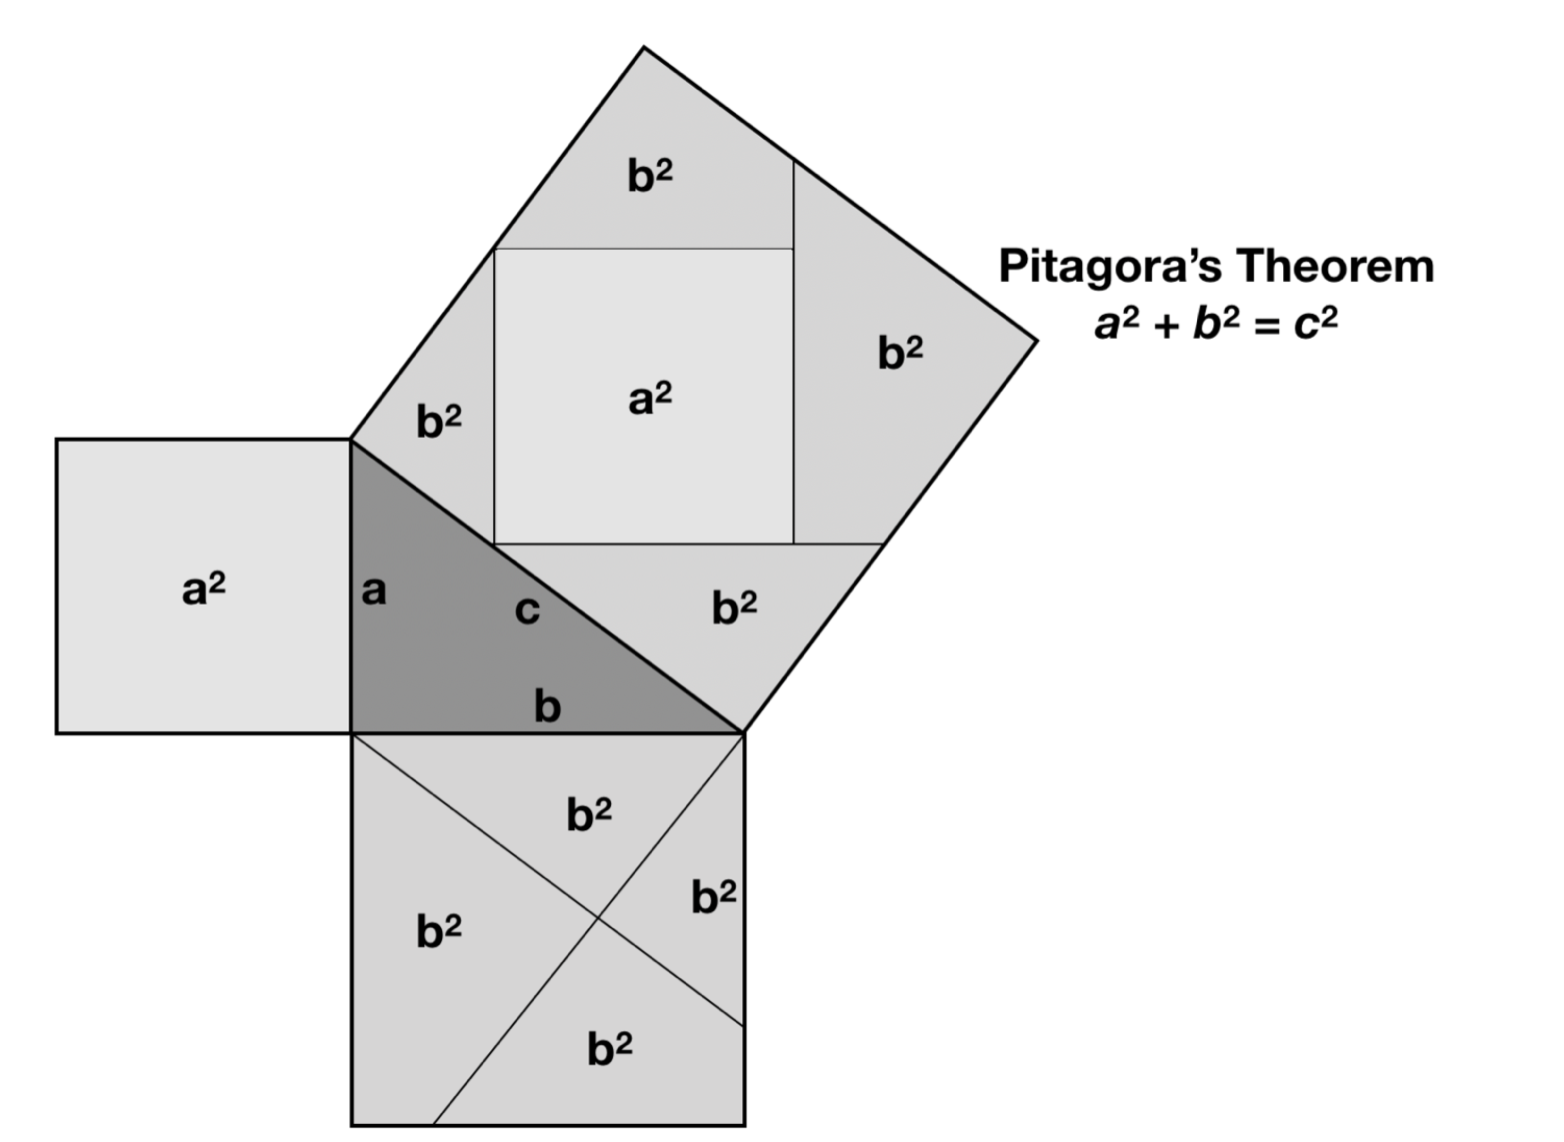 b²
Pitagora’s Theorem
a² + b² = c²
b²
a²
b²
a²
a
c
b²
b
b²
b²
b²
b²